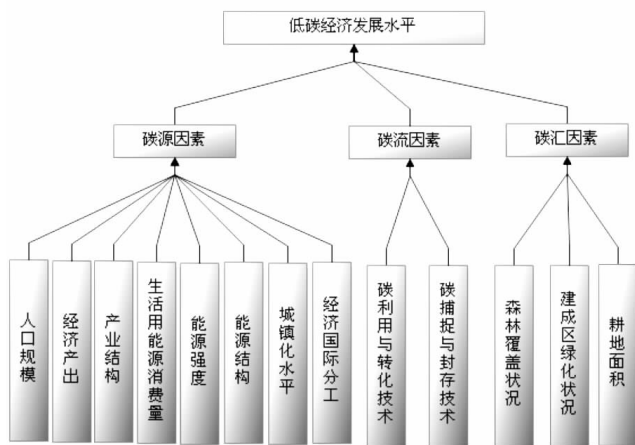 低碳经济发展水平
碳源因素
碳流因素
碳汇因素
人口规模
经济产出
产业结构
生活用能源消费量
能源强度
能源结构
城镇化水平
经济国际分工
碳利用与转化技术
碳捕捉与封存技术
森林覆盖状况
建成区绿化状况
耕地面积